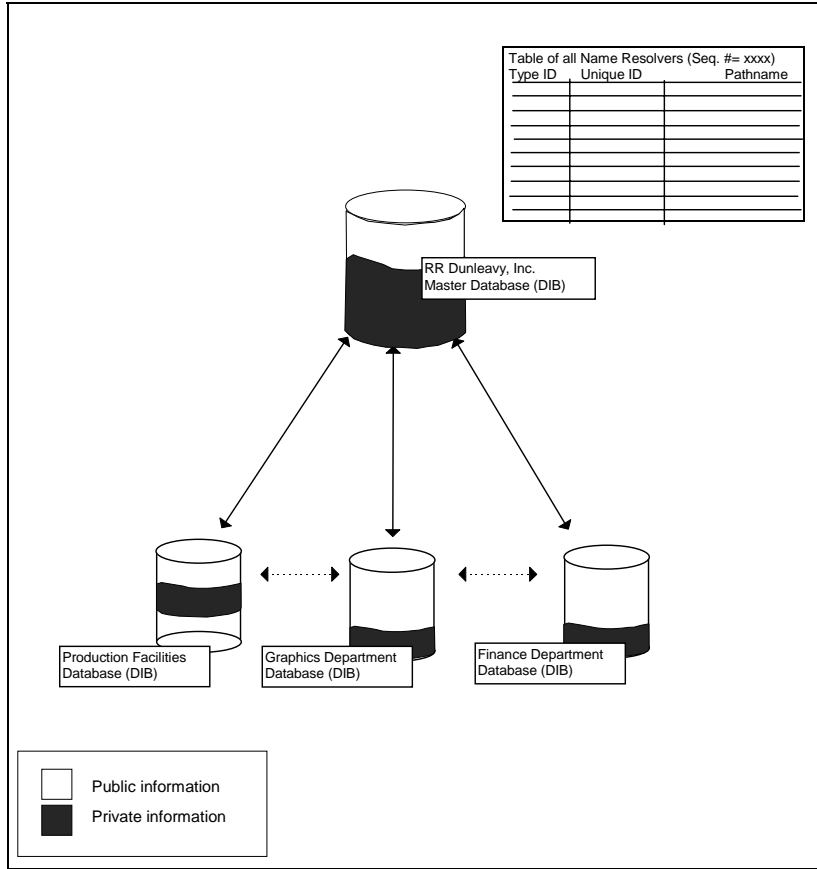 Table of all Name Resolvers (Seq. #= xxxx)
Type ID Unique ID Pathname
RR Dunleavy, Inc.
Master Database (DIB)
Production Facilities
Database (DIB)
Graphics Department
Database (DIB)
Finance Department
Database (DIB)
Public information
Private information